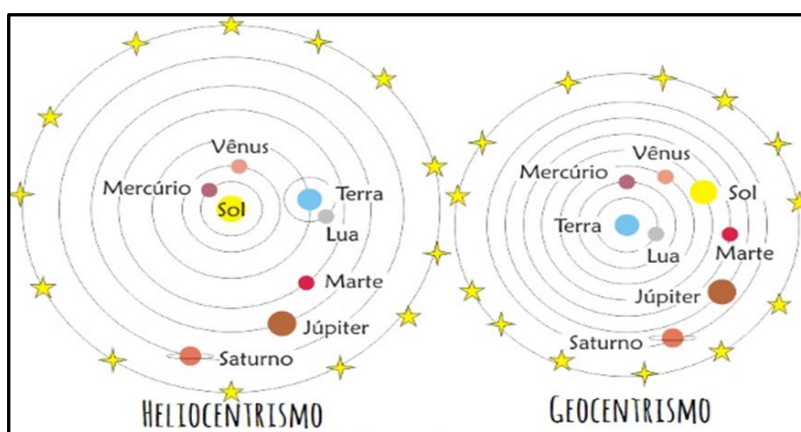 Vênus
Mercúrio
Sol
Terra
Lua
Marte
Júpiter
Saturno
HELIOCENTRISMO
Vênus
Mercúrio
Sol
Terra
Lua
Marte
Júpiter
Saturno
GEOCENTRISMO